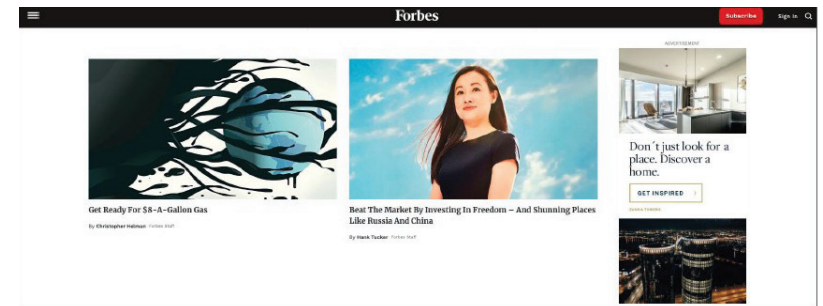 Forbes
Subscribe
Sign In
ADVERTISEMENT
Get Ready For $8-A-Gallon Gas
By Christopher Helman Forbes Staff
Beat The Market By Investing In Freedom – And Shunning Places
Like Russia And China
By Hank Tucker Forbes Staff
Don´t just look for a
place. Discover a
home.
GET INSPIRED